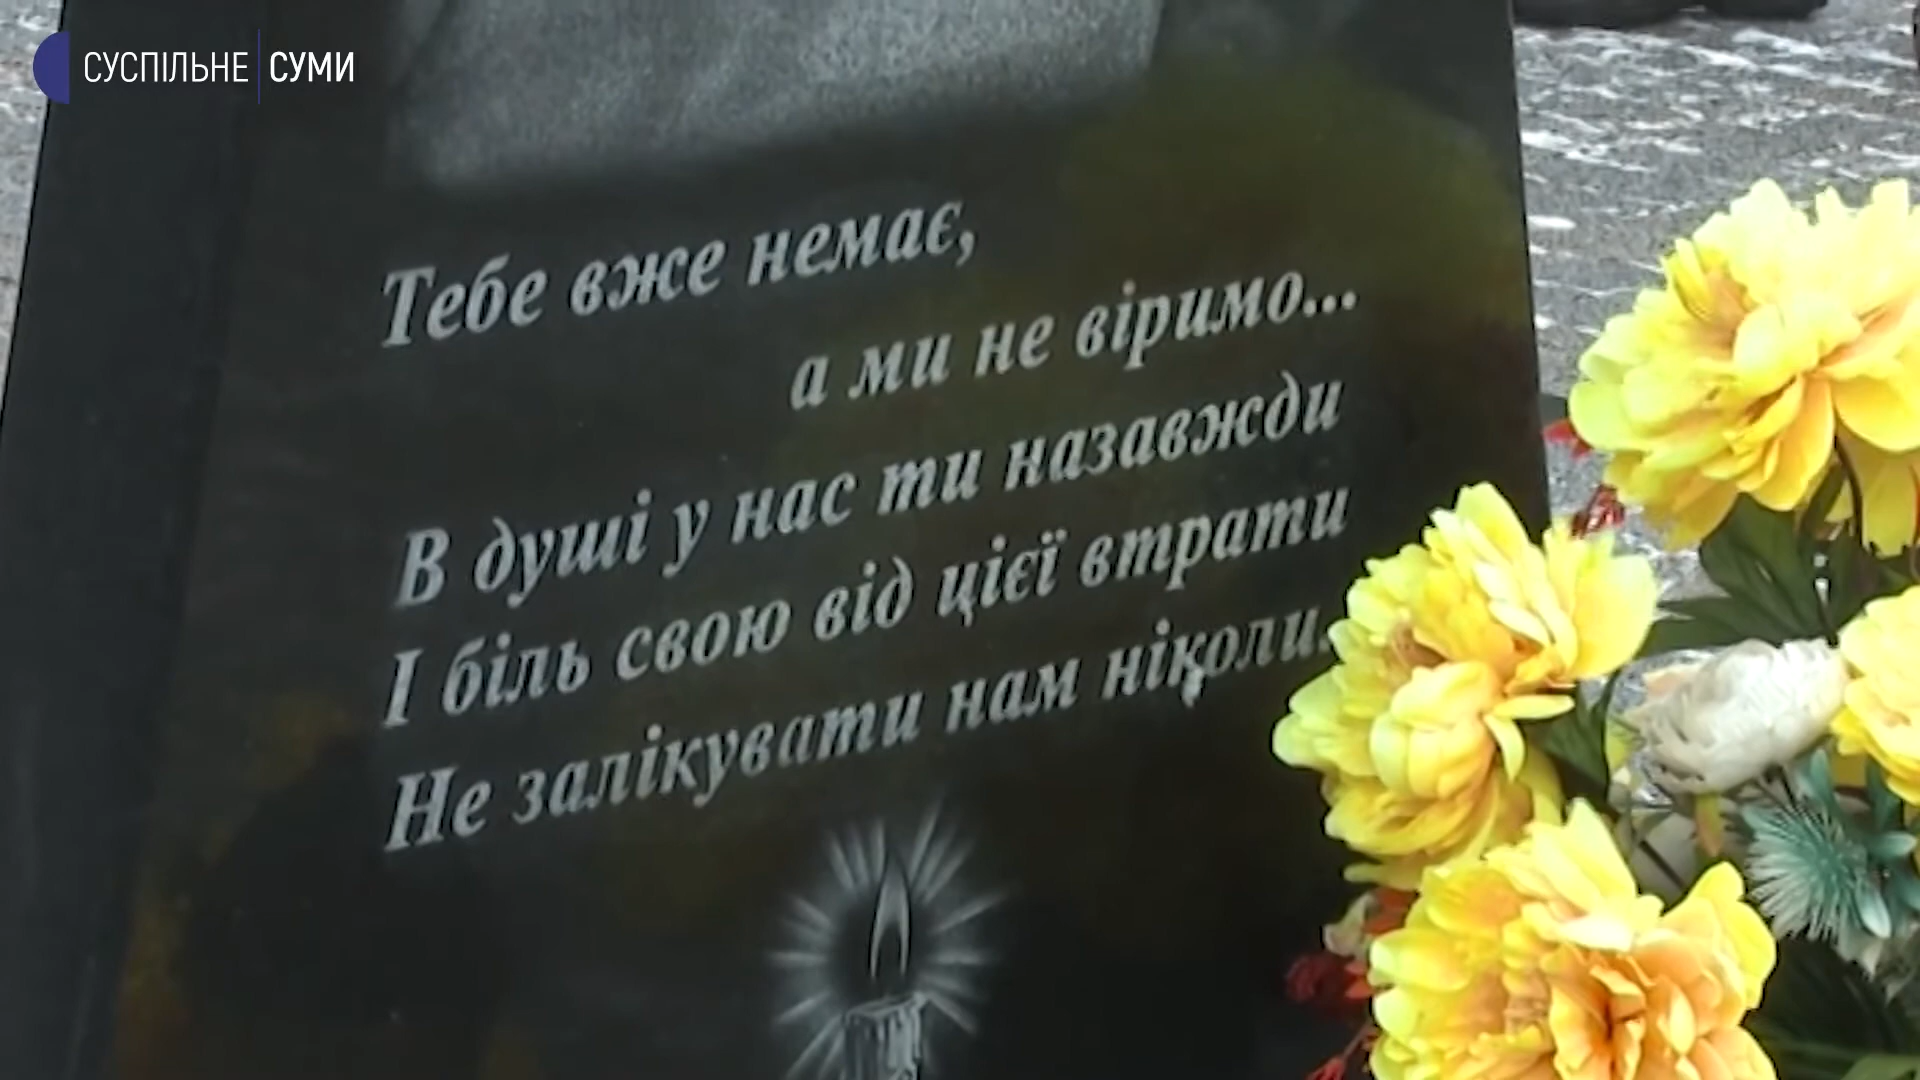 СУСПІЛЬНЕ СУМИ
Тебе вже немає,
а ми не віримо...
В душі у нас ти назавжди
І біль свою від цієї втрати
Не залікувати нам ніколи.